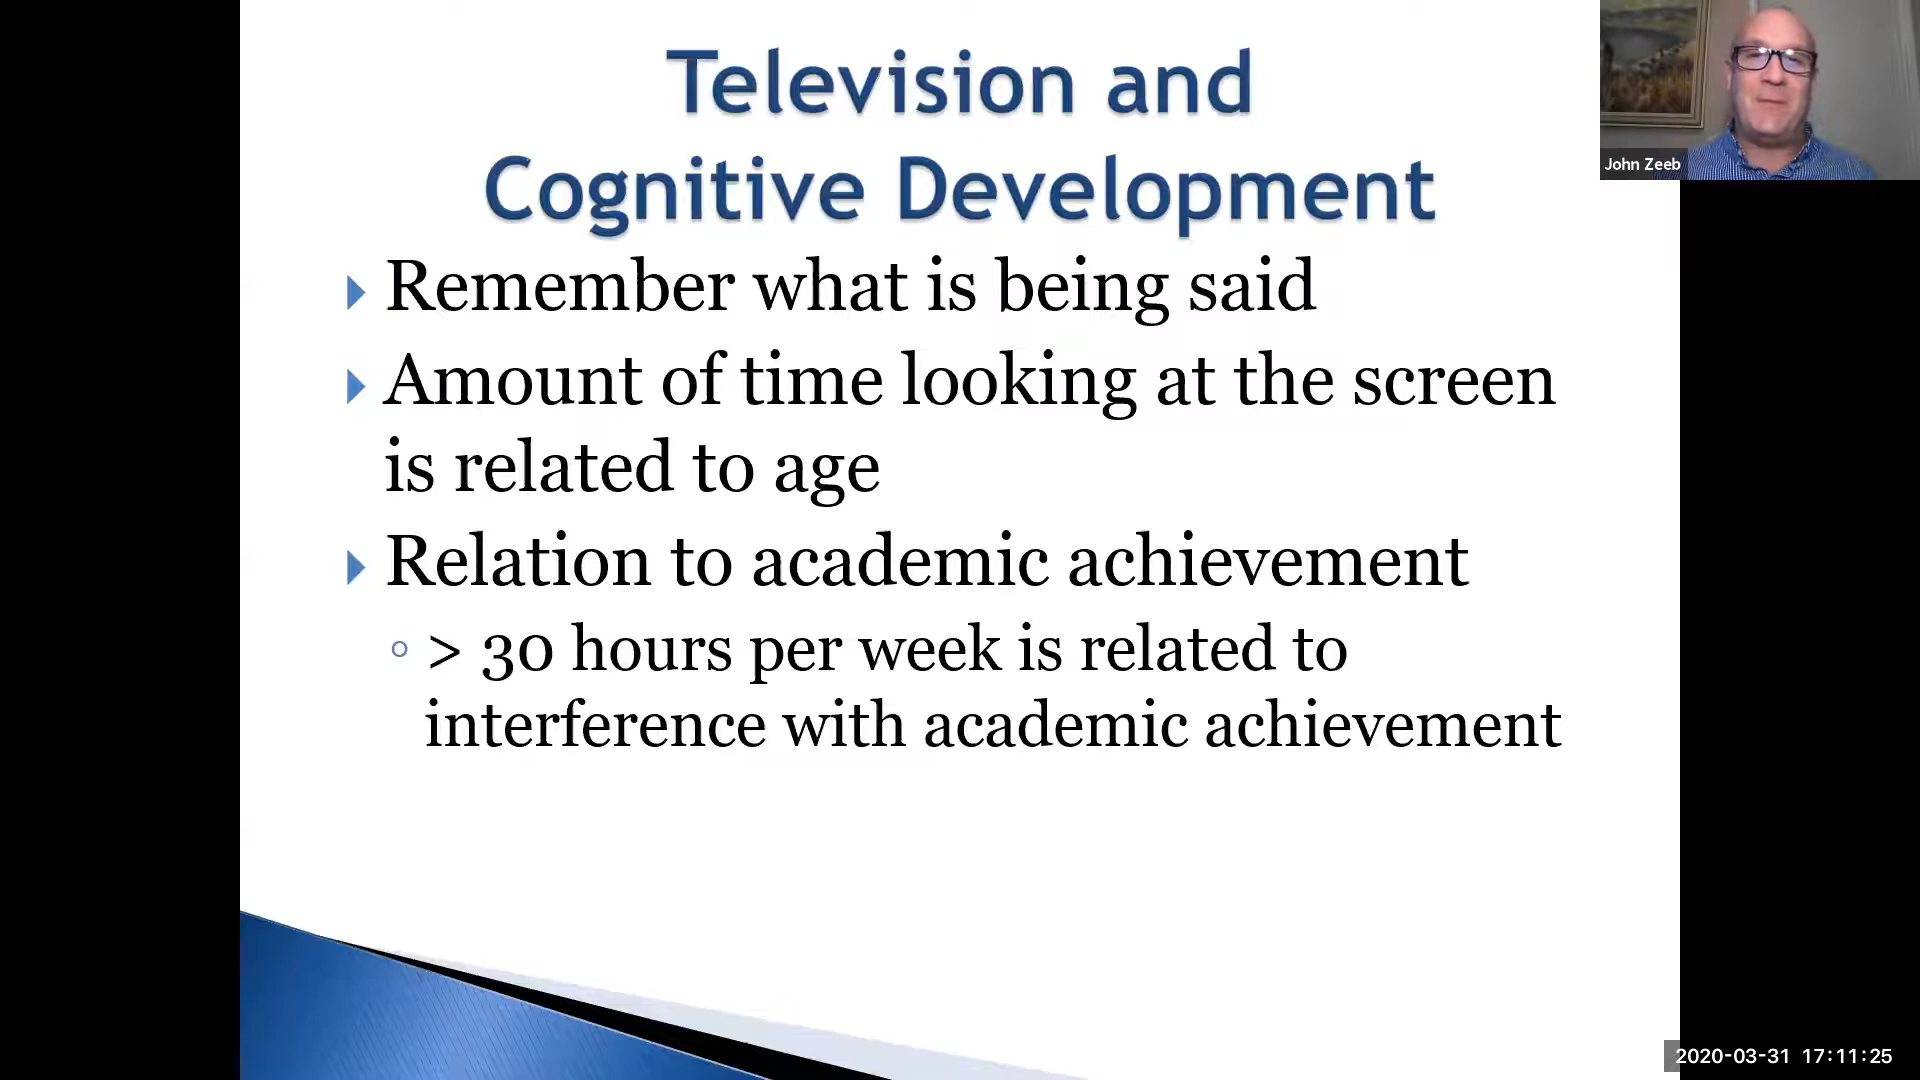 Television and
Cognitive Development
Remember what is being said
Amount of time looking at the screen
is related to age
Relation to academic achievement
> 30 hours per week is related to
interference with academic achievement
John Zeeb
2020-03-31 17:11:25